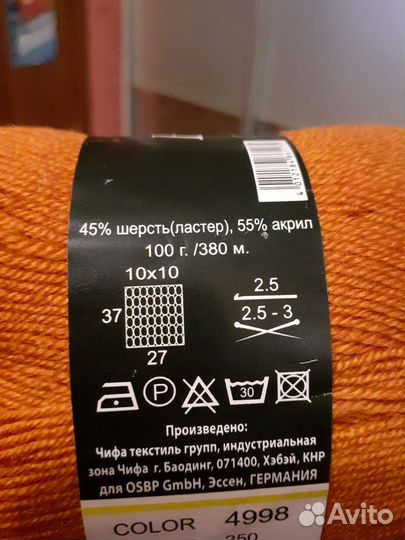 45% шерсть(ластер), 55% акрил
100 г. /380 м.
10x10
37
27
2.5
2.5 - 3
P
30
Произведено:
Чифа текстиль групп, индустриальная
зона Чифа г. Баодинг, 071400, Хэбэй, КНР
для OSBP GmbH, Эссен, ГЕРМАНИЯ
COLOR 4998
250
Avito